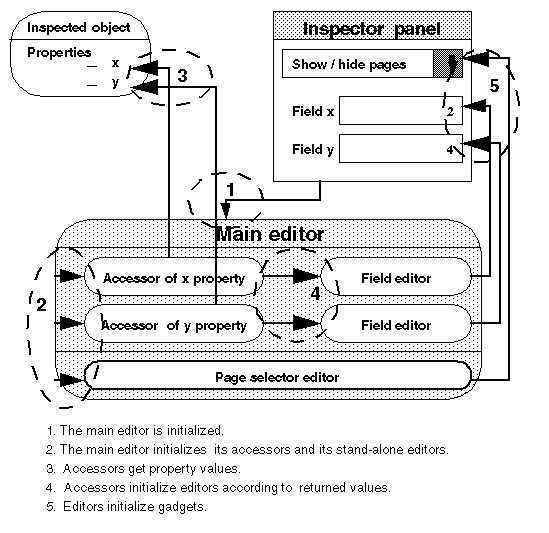 Inspected object
Properties
_ x
_ y
3
Inspector panel
Show / hide pages
5
Field x
2
Field y
4
1
Main editor
Accessor of x property
Field editor
2
4
Accessor of y property
Field editor
Page selector editor
1. The main editor is initialized.
2. The main editor initializes its accessors and its stand-alone editors.
3. Accessors get property values.
4. Accessors initialize editors according to returned values.
5. Editors initialize gadgets.